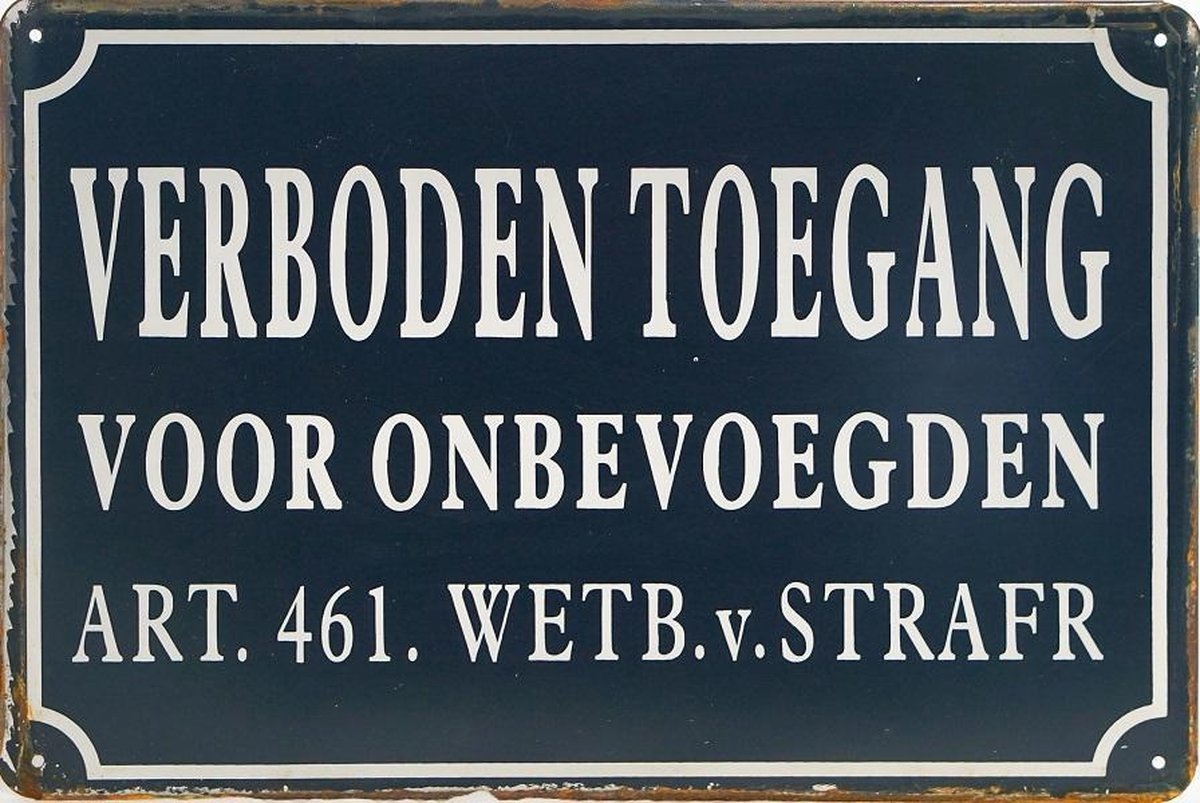 VERBODEN TOEGANG
VOOR ONBEVOEGDEN
ART. 461. WETB.v.STRAFR